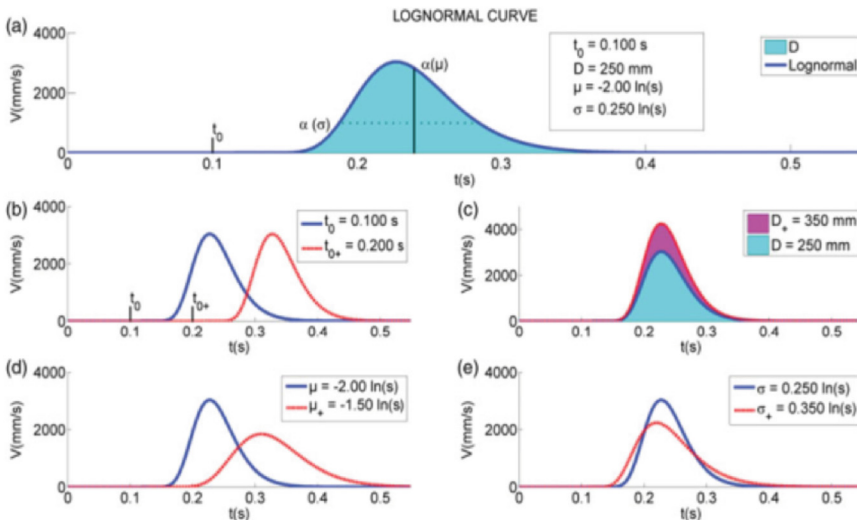 LOGNORMAL CURVE
(a)
V(mm/s)
4000
2000
0
t₀
α(μ)
α (σ)
t₀ = 0.100 s
D = 250 mm
μ = -2.00 ln(s)
σ = 0.250 ln(s)
D
Lognormal
0 0.1 0.2 0.3 0.4 0.5
t(s)
(b)
V(mm/s)
4000
2000
0
t₀
t₀₊
t₀ = 0.100 s
t₀₊ = 0.200 s
0 0.1 0.2 0.3 0.4 0.5
t(s)
(c)
V(mm/s)
4000
2000
0
D₊ = 350 mm
D = 250 mm
0 0.1 0.2 0.3 0.4 0.5
t(s)
(d)
V(mm/s)
4000
2000
0
μ = -2.00 ln(s)
μ₊ = -1.50 ln(s)
0 0.1 0.2 0.3 0.4 0.5
t(s)
(e)
V(mm/s)
4000
2000
0
σ = 0.250 ln(s)
σ₊ = 0.350 ln(s)
0 0.1 0.2 0.3 0.4 0.5
t(s)